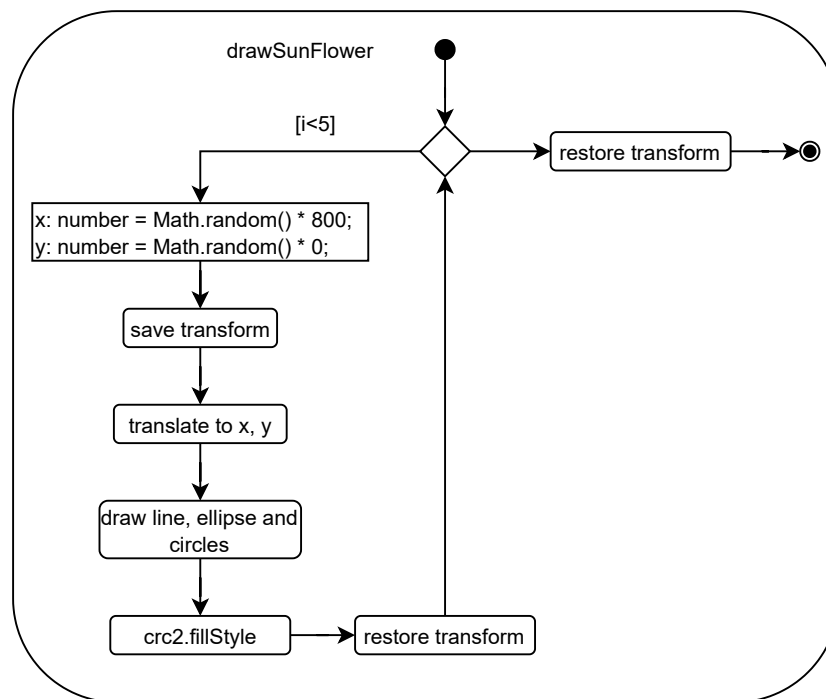 drawSunFlower
[i<5]
restore transform
x: number = Math.random() * 800;
y: number = Math.random() * 0;
save transform
translate to x, y
draw line, ellipse and
circles
crc2.fillStyle
restore transform